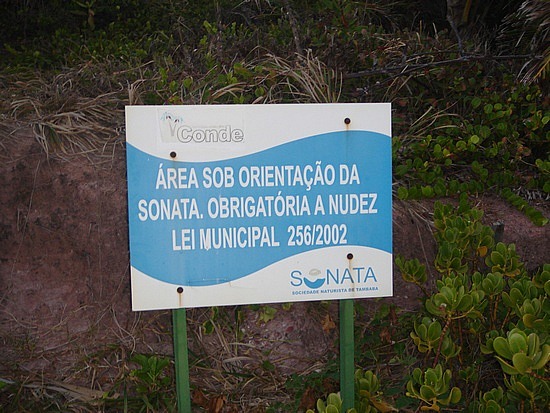 Conde
ÁREA SOB ORIENTAÇÃO DA
SONATA. OBRIGATÓRIA A NUDEZ
LEI MUNICIPAL 256/2002
SONATA
SOCIEDADE NATURISTA DE TAMBABA